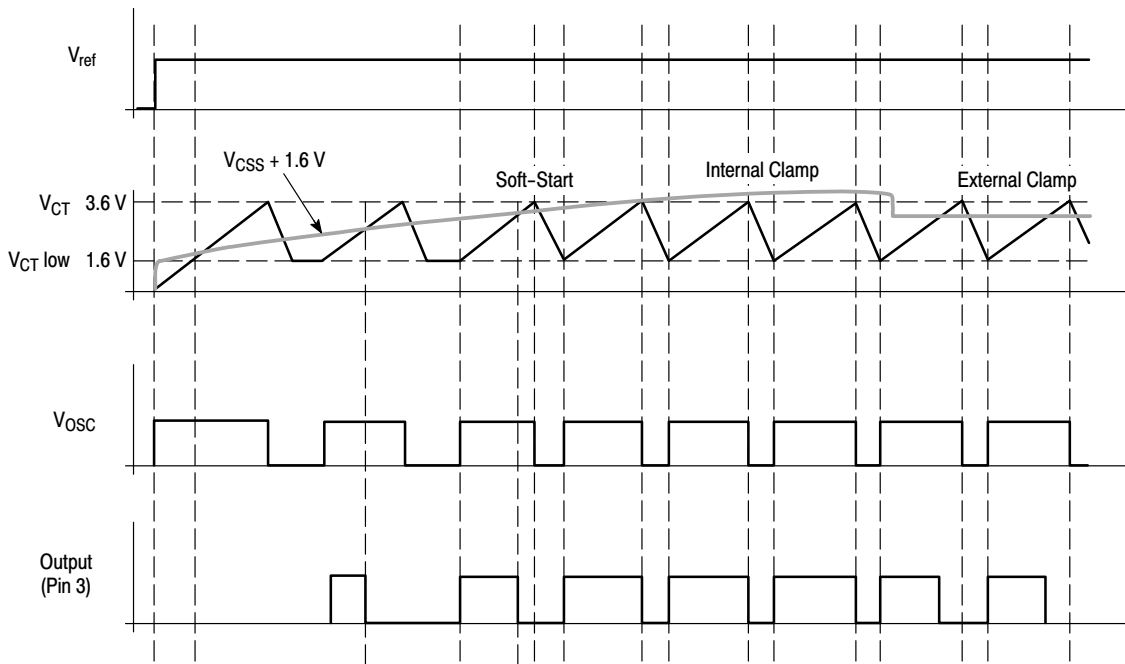 Vref
VCSS + 1.6 V
Soft-Start
Internal Clamp
External Clamp
VCT 3.6 V
VCT low 1.6 V
VOSC
Output
(Pin 3)